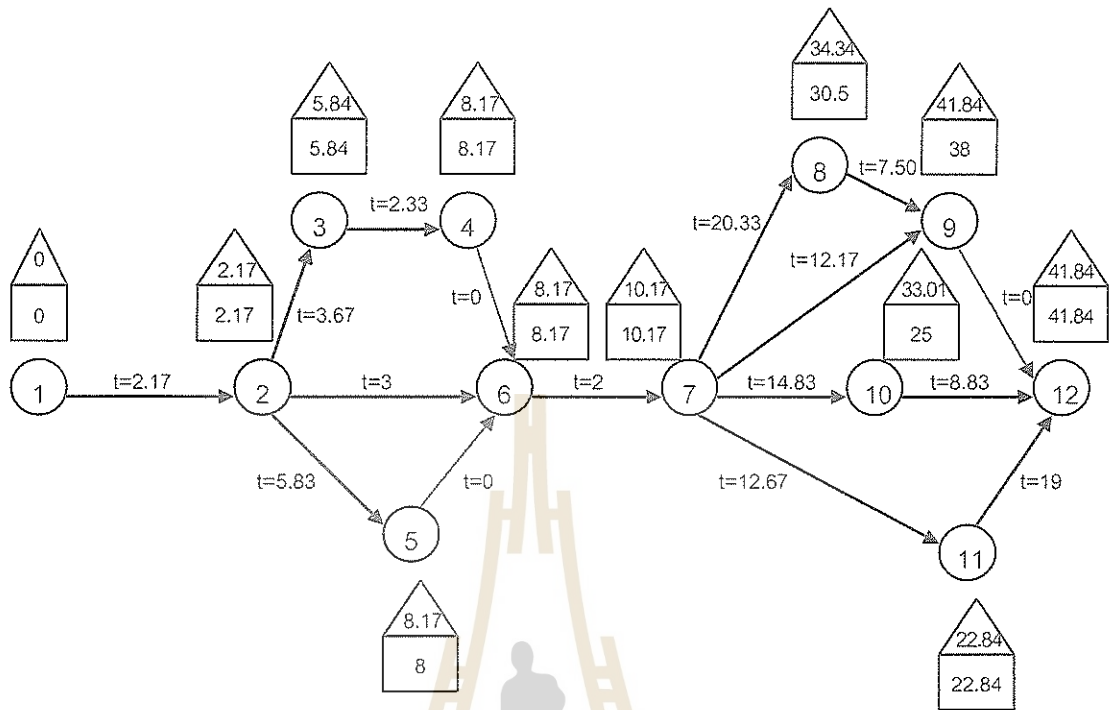 34.34
30.5
5.84
5.84
8.17
8.17
41.84
38
8
t=7.50
t=2.33
3
4
t=20.33
9
0
0
2.17
2.17
t=12.17
t=0
t=3.67
8.17
8.17
10.17
10.17
33.01
25
t=0
41.84
41.84
1
t=2.17
2
t=3
6
t=2
7
t=14.83
10
t=8.83
12
t=5.83
t=0
t=12.67
t=19
5
11
8.17
8
22.84
22.84